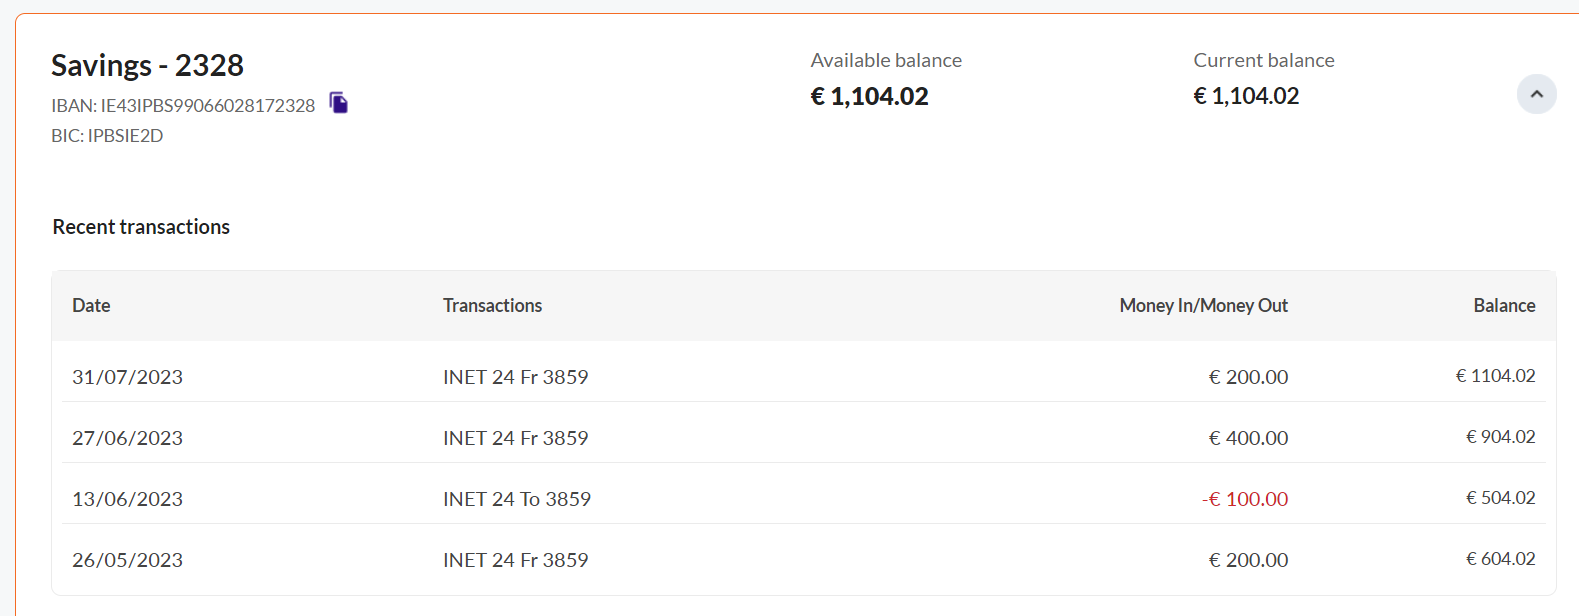 Savings - 2328
IBAN: IE43IPBS99066028172328
BIC: IPBSIE2D
Available balance
€ 1,104.02
Current balance
€ 1,104.02
Recent transactions
Date Transactions Money In/Money Out Balance
31/07/2023 INET 24 Fr 3859 € 200.00 € 1104.02
27/06/2023 INET 24 Fr 3859 € 400.00 € 904.02
13/06/2023 INET 24 To 3859 -€ 100.00 € 504.02
26/05/2023 INET 24 Fr 3859 € 200.00 € 604.02